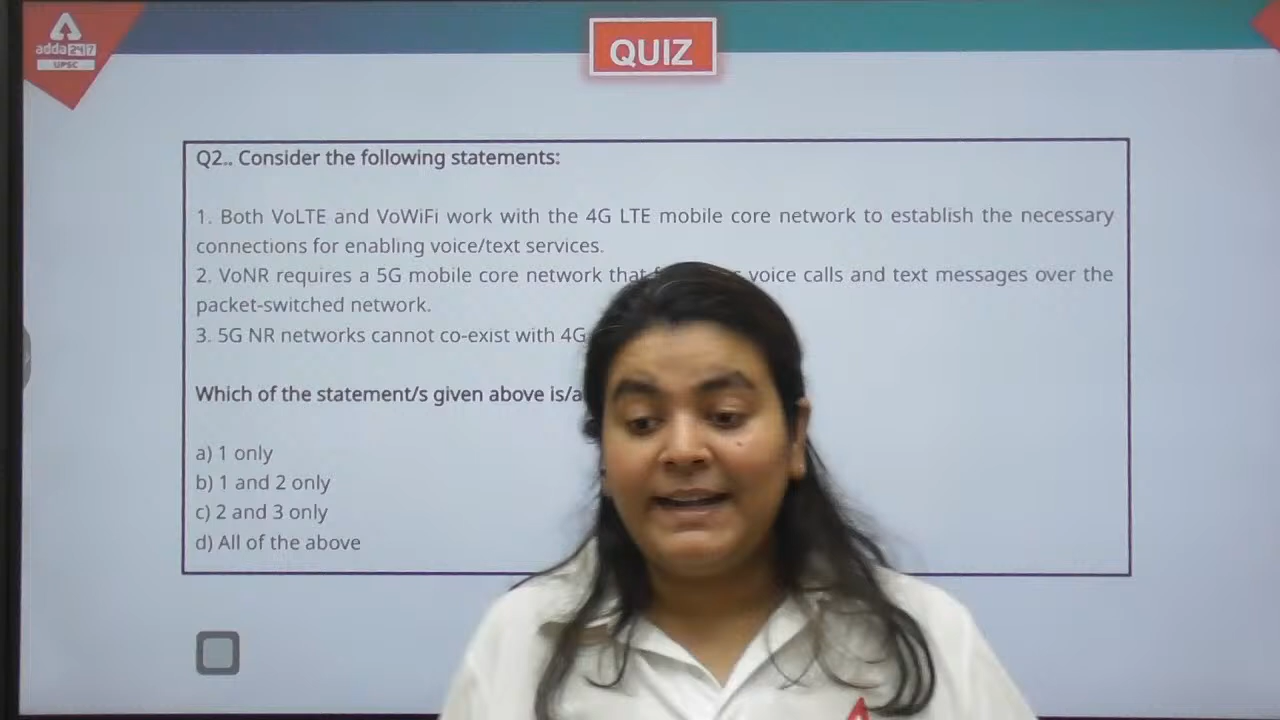 adda247
UPSC
QUIZ
Q2.. Consider the following statements:
1. Both VoLTE and VoWiFi work with the 4G LTE mobile core network to establish the necessary
connections for enabling voice/text services.
2. VoNR requires a 5G mobile core network that voice calls and text messages over the
packet-switched network.
3. 5G NR networks cannot co-exist with 4G
Which of the statement/s given above is/a
a) 1 only
b) 1 and 2 only
c) 2 and 3 only
d) All of the above